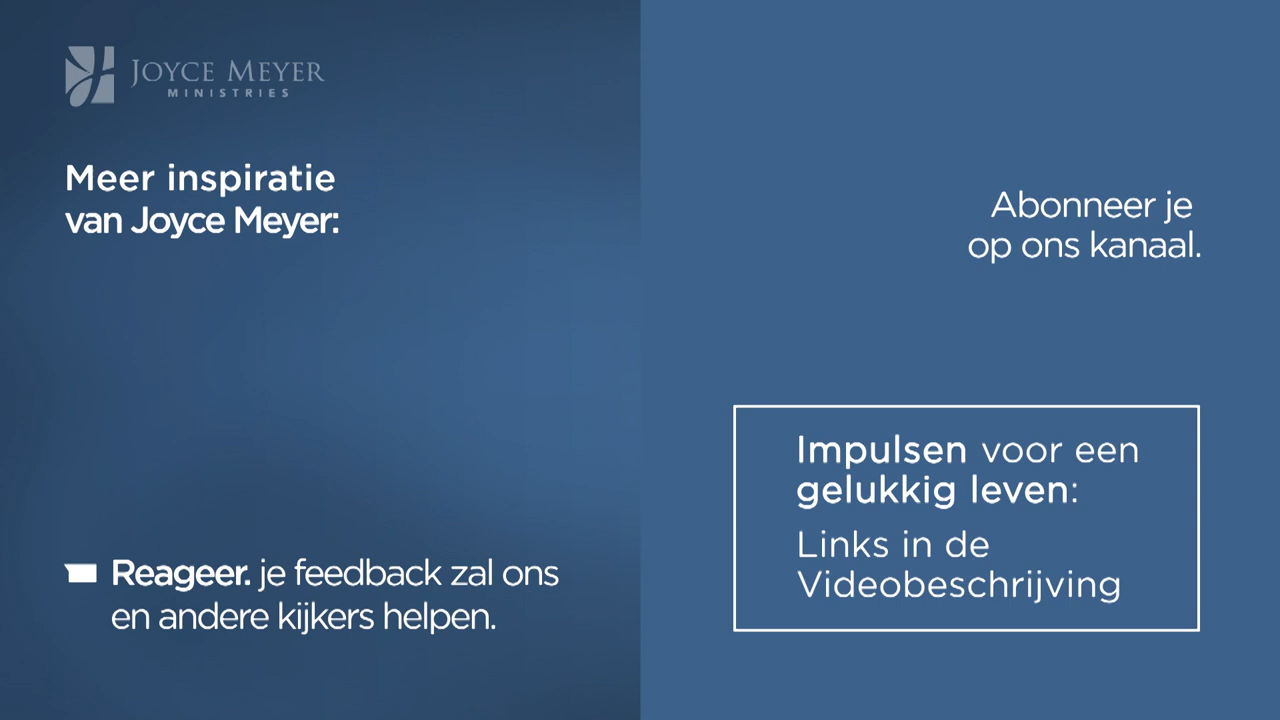 JOYCE MEYER
MINISTRIES
Meer inspiratie
van Joyce Meyer:
Abonneer je
op ons kanaal.
Impulsen voor een
gelukkig leven:
Links in de
Videobeschrijving
Reageer. je feedback zal ons
en andere kijkers helpen.